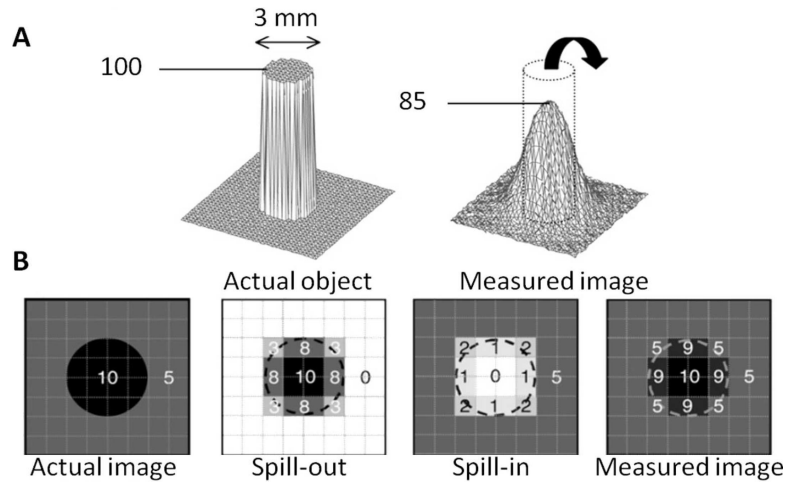 A
3 mm
100
85
Actual object
Measured image
B
10 5
3 8 3
8 10 8 0
3 8 3
2 1 2
1 0 1 5
2 1 2
5 9 5
9 10 9 5
5 9 5
Actual image
Spill-out
Spill-in
Measured image